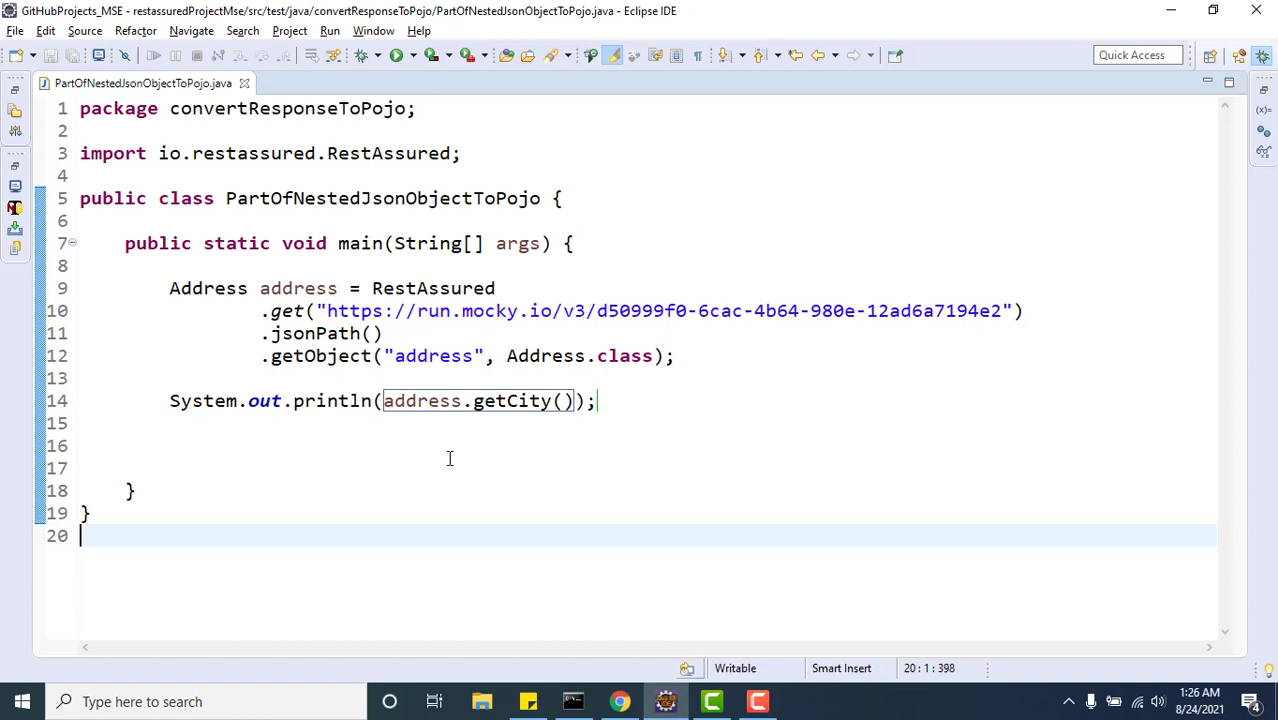 GitHubProjects_MSE - restassuredProjectMse/src/test/java/convertResponseToPojo/PartOfNestedJsonObjectToPojo.java - Eclipse IDE
File Edit Source Refactor Navigate Search Project Run Window Help
Quick Access
PartOfNestedJsonObjectToPojo.java
1 package convertResponseToPojo;
2
3 import io.restassured.RestAssured;
4
5 public class PartOfNestedJsonObjectToPojo {
6
7 public static void main(String[] args) {
8
9 Address address = RestAssured
10 .get("https://run.mocky.io/v3/d50999f0-6cac-4b64-980e-12ad6a7194e2")
11 .jsonPath()
12 .getObject("address", Address.class);
13
14 System.out.println(address.getCity());
15
16
17
18 }
19 }
20
Writable Smart Insert 20 : 1 : 398
Type here to search
1:26 AM
8/24/2021
4